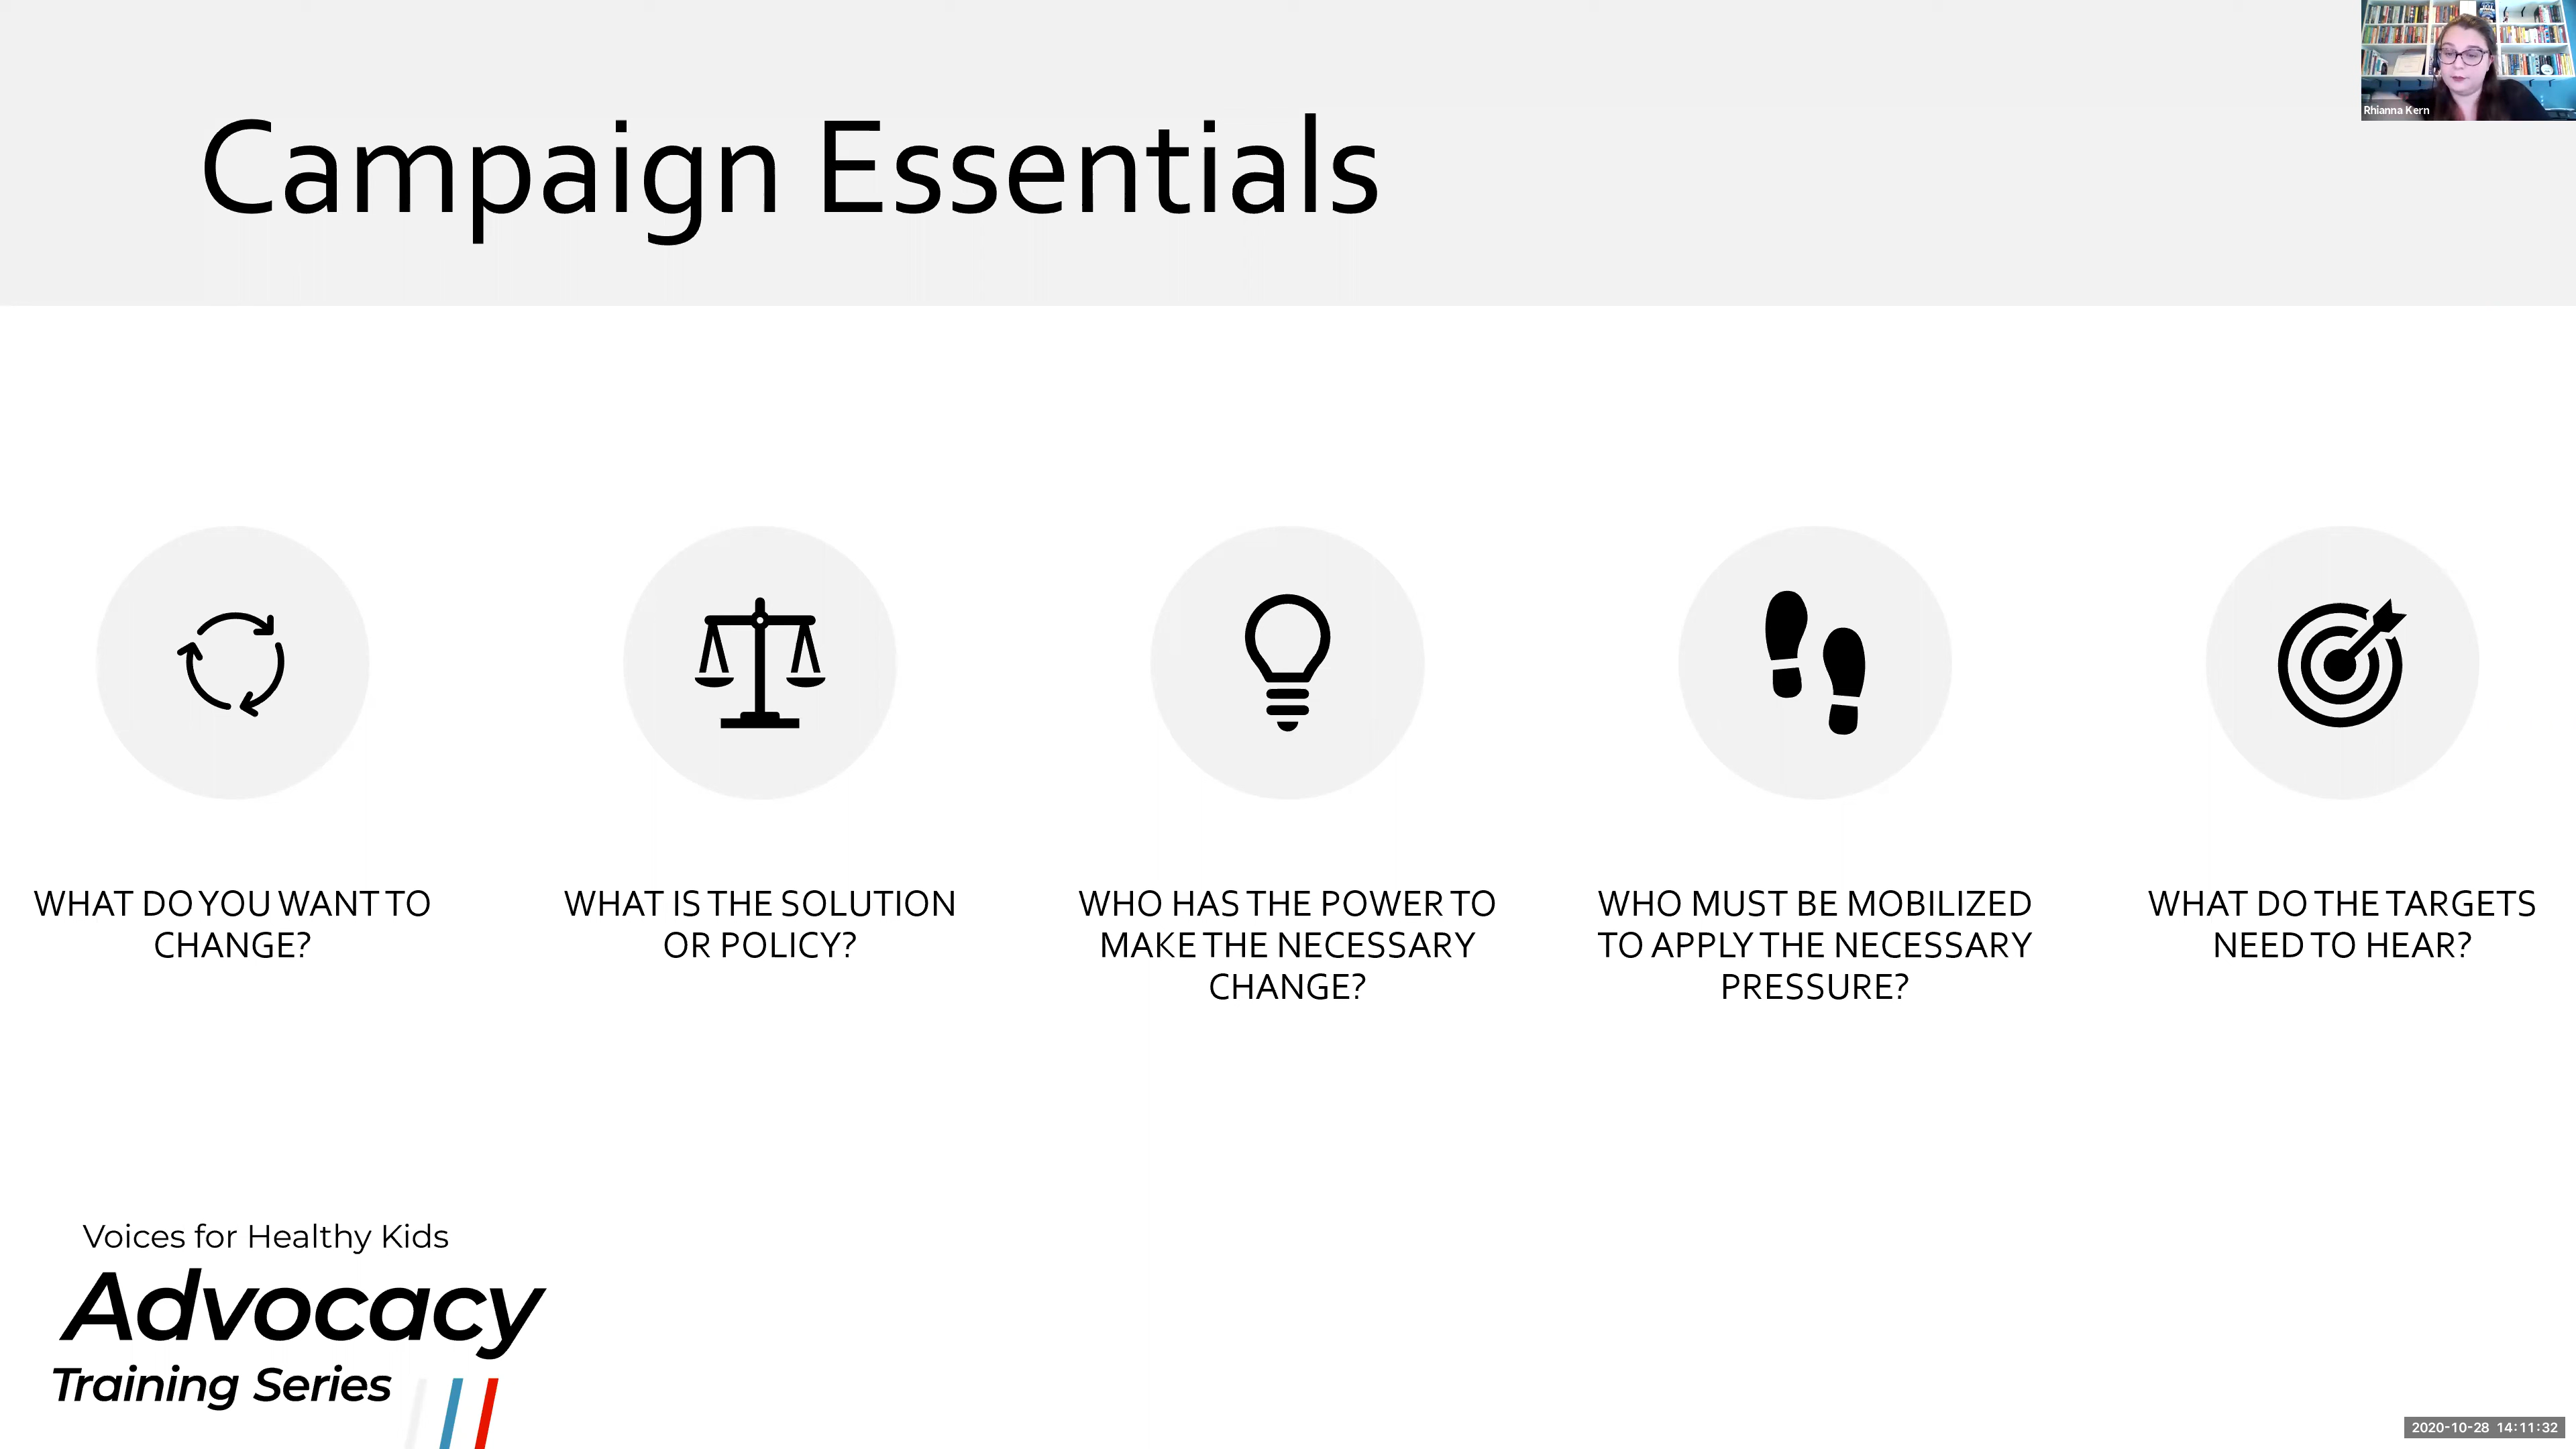 Rhianna Kern
Campaign Essentials
WHAT DO YOU WANT TO
CHANGE?
WHAT IS THE SOLUTION
OR POLICY?
WHO HAS THE POWER TO
MAKE THE NECESSARY
CHANGE?
WHO MUST BE MOBILIZED
TO APPLY THE NECESSARY
PRESSURE?
WHAT DO THE TARGETS
NEED TO HEAR?
Voices for Healthy Kids
Advocacy
Training Series
2020-10-28 14:11:32